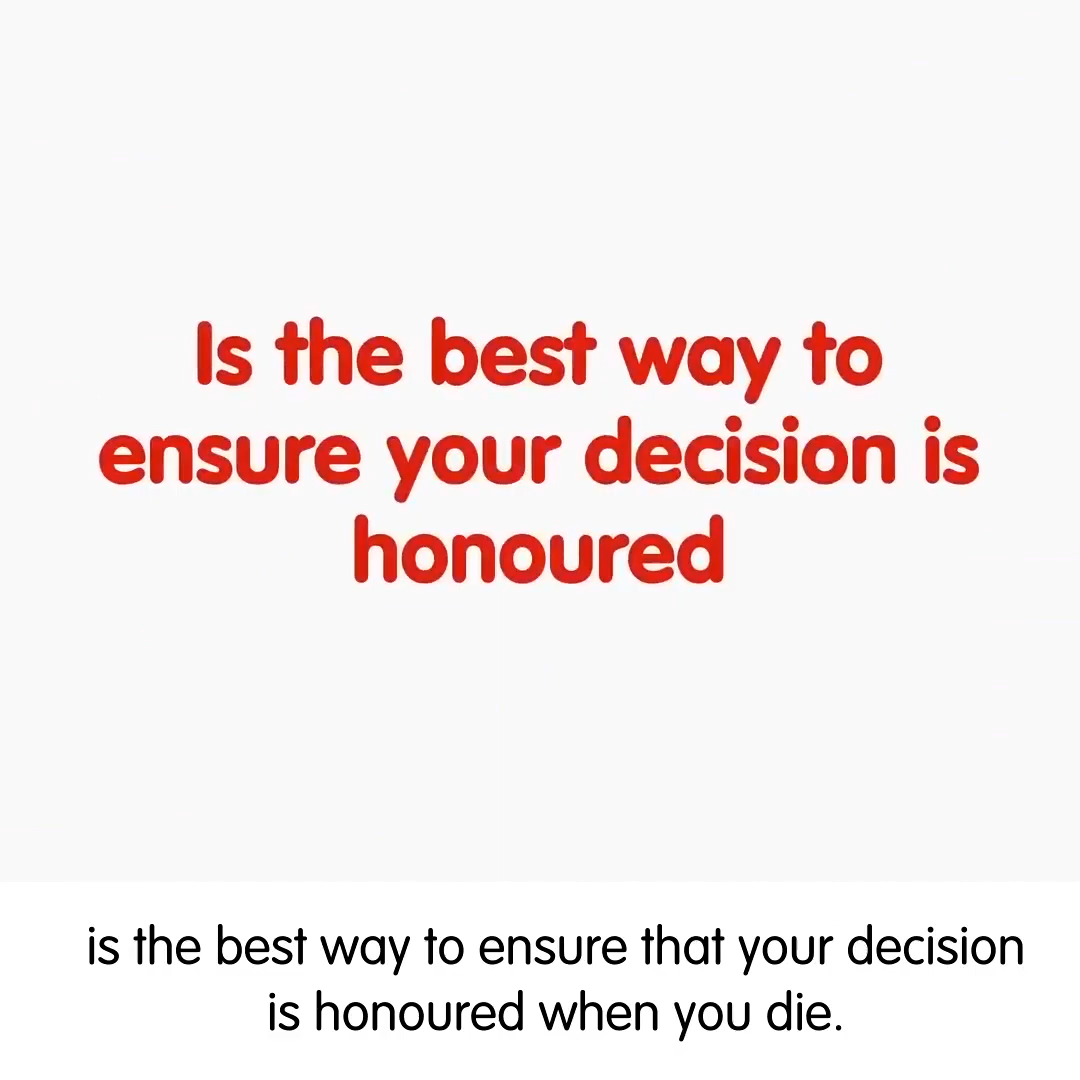 Is the best way to
ensure your decision is
honoured
is the best way to ensure that your decision
is honoured when you die.